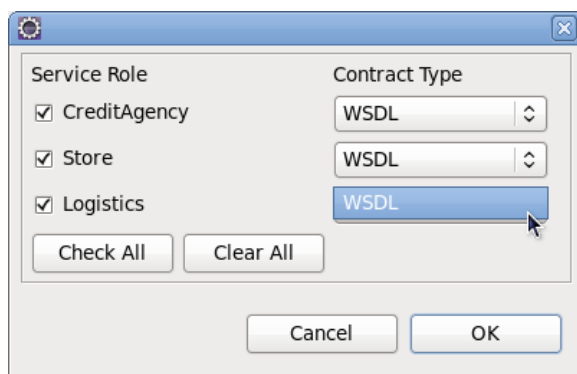 Service Role Contract Type
CreditAgency WSDL
Store WSDL
Logistics WSDL
Check All Clear All
Cancel OK